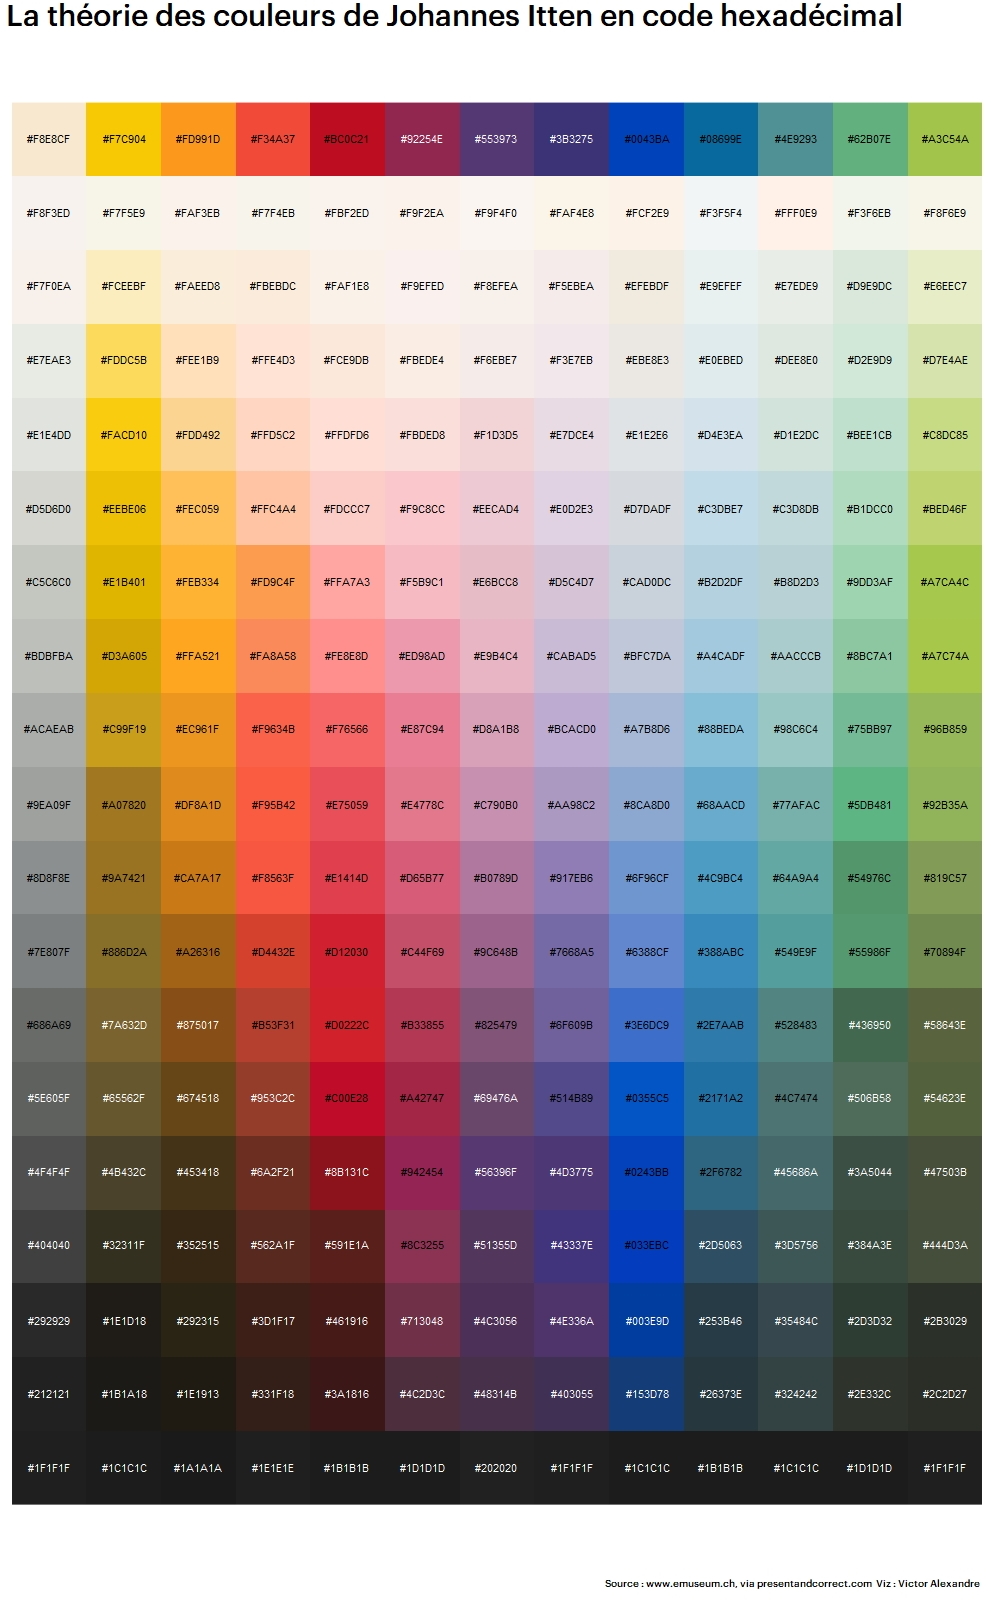 La théorie des couleurs de Johannes Itten en code hexadécimal
#F8E8CF #F7C904 #FD991D #F34A37 #BC0C21 #92254E #553973 #3B3275 #0043BA #08699E #4E9293 #62B07E #A3C54A
#F8F3ED #F7F5E9 #FAF3EB #F7F4EB #FBF2ED #F9F2EA #F9F4F0 #FAF4E8 #FCF2E9 #F3F5F4 #FFF0E9 #F3F6EB #F8F6E9
#F7F0EA #FCEEBF #FAEED8 #FBEBDC #FAF1E8 #F9EFED #F8EFEA #F5EBEA #EFEBDF #E9EFEF #E7EDE9 #D9E9DC #E6EEC7
#E7EAE3 #FDDC5B #FEE1B9 #FFE4D3 #FCE9DB #FBEDE4 #F6EBE7 #F3E7EB #EBE8E3 #E0EBED #DEE8E0 #D2E9D9 #D7E4AE
#E1E4DD #FACD10 #FDD492 #FFD5C2 #FFDFD6 #FBDED8 #F1D3D5 #E7DCE4 #E1E2E6 #D4E3EA #D1E2DC #BEE1CB #C8DC85
#D5D6D0 #EEBE06 #FEC059 #FFC4A4 #FDCCC7 #F9C8CC #EECAD4 #E0D2E3 #D7DADF #C3DBE7 #C3D8DB #B1DCC0 #BED46F
#C5C6C0 #E1B401 #FEB334 #FD9C4F #FFA7A3 #F5B9C1 #E6BCC8 #D5C4D7 #CAD0DC #B2D2DF #B8D2D3 #9DD3AF #A7CA4C
#BDBFBA #D3A605 #FFA521 #FA8A58 #FE8E8D #ED98AD #E9B4C4 #CABAD5 #BFC7DA #A4CADF #AACCCB #8BC7A1 #A7C74A
#ACAEAB #C99F19 #EC961F #F9634B #F76566 #E87C94 #D8A1B8 #BCACD0 #A7B8D6 #88BEDA #98C6C4 #75BB97 #96B859
#9EA09F #A07820 #DF8A1D #F95B42 #E75059 #E4778C #C790B0 #AA98C2 #8CA8D0 #68AACD #77AFAC #5DB481 #92B35A
#8D8F8E #9A7421 #CA7A17 #F8563F #E1414D #D65B77 #B0789D #917EB6 #6F96CF #4C9BC4 #64A9A4 #54976C #819C57
#7E807F #886D2A #A26316 #D4432E #D12030 #C44F69 #9C648B #7668A5 #6388CF #388ABC #549E9F #55986F #70894F
#686A69 #7A632D #875017 #B53F31 #D0222C #B33855 #825479 #6F609B #3E6DC9 #2E7AAB #528483 #436950 #58643E
#5E605F #65562F #674518 #953C2C #C00E28 #A42747 #69476A #514B89 #0355C5 #2171A2 #4C7474 #506B58 #54623E
#4F4F4F #4B432C #453418 #6A2F21 #8B131C #942454 #56396F #4D3775 #0243BB #2F6782 #45686A #3A5044 #47503B
#404040 #32311F #352515 #562A1F #591E1A #8C3255 #51355D #43337E #033EBC #2D5063 #3D5756 #384A3E #444D3A
#292929 #1E1D18 #292315 #3D1F17 #461916 #713048 #4C3056 #4E336A #003E9D #253B46 #35484C #2D3D32 #2B3029
#212121 #1B1A18 #1E1913 #331F18 #3A1816 #4C2D3C #48314B #403055 #153D78 #26373E #324242 #2E332C #2C2D27
#1F1F1F #1C1C1C #1A1A1A #1E1E1E #1B1B1B #1D1D1D #202020 #1F1F1F #1C1C1C #1B1B1B #1C1C1C #1D1D1D #1F1F1F
Source : www.emuseum.ch, via presentandcorrect.com Viz : Victor Alexandre